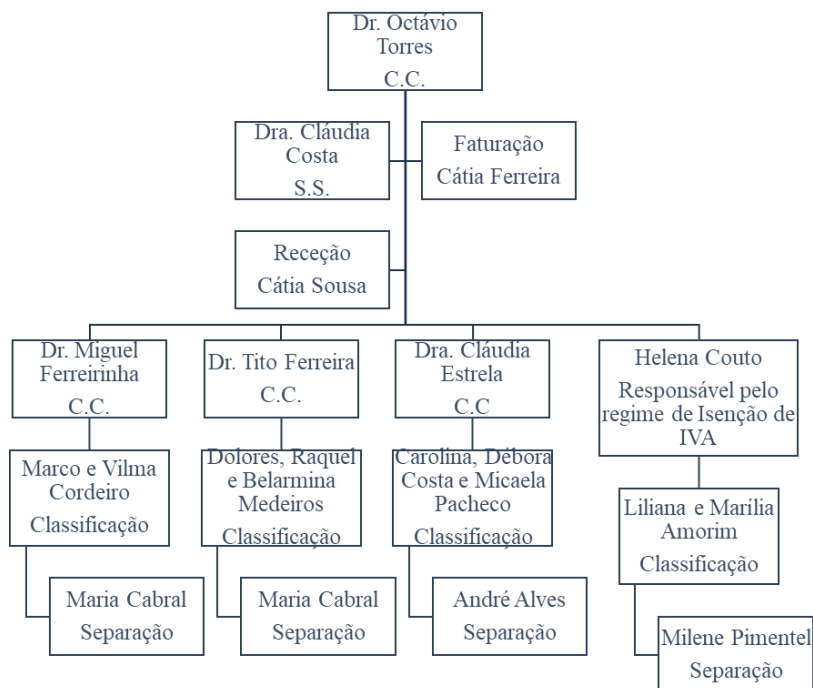 Dr. Octávio
Torres
C.C.
Dra. Cláudia
Costa
S.S.
Faturação
Cátia Ferreira
Receção
Cátia Sousa
Dr. Miguel
Ferreirinha
C.C.
Dr. Tito Ferreira
C.C.
Dra. Cláudia
Estrela
C.C
Helena Couto
Responsável pelo
regime de Isenção de
IVA
Marco e Vilma
Cordeiro
Classificação
Dolores, Raquel
e Belarmina
Medeiros
Classificação
Carolina, Débora
Costa e Micaela
Pacheco
Classificação
Liliana e Marília
Amorim
Classificação
Maria Cabral
Separação
Maria Cabral
Separação
André Alves
Separação
Milene Pimentel
Separação